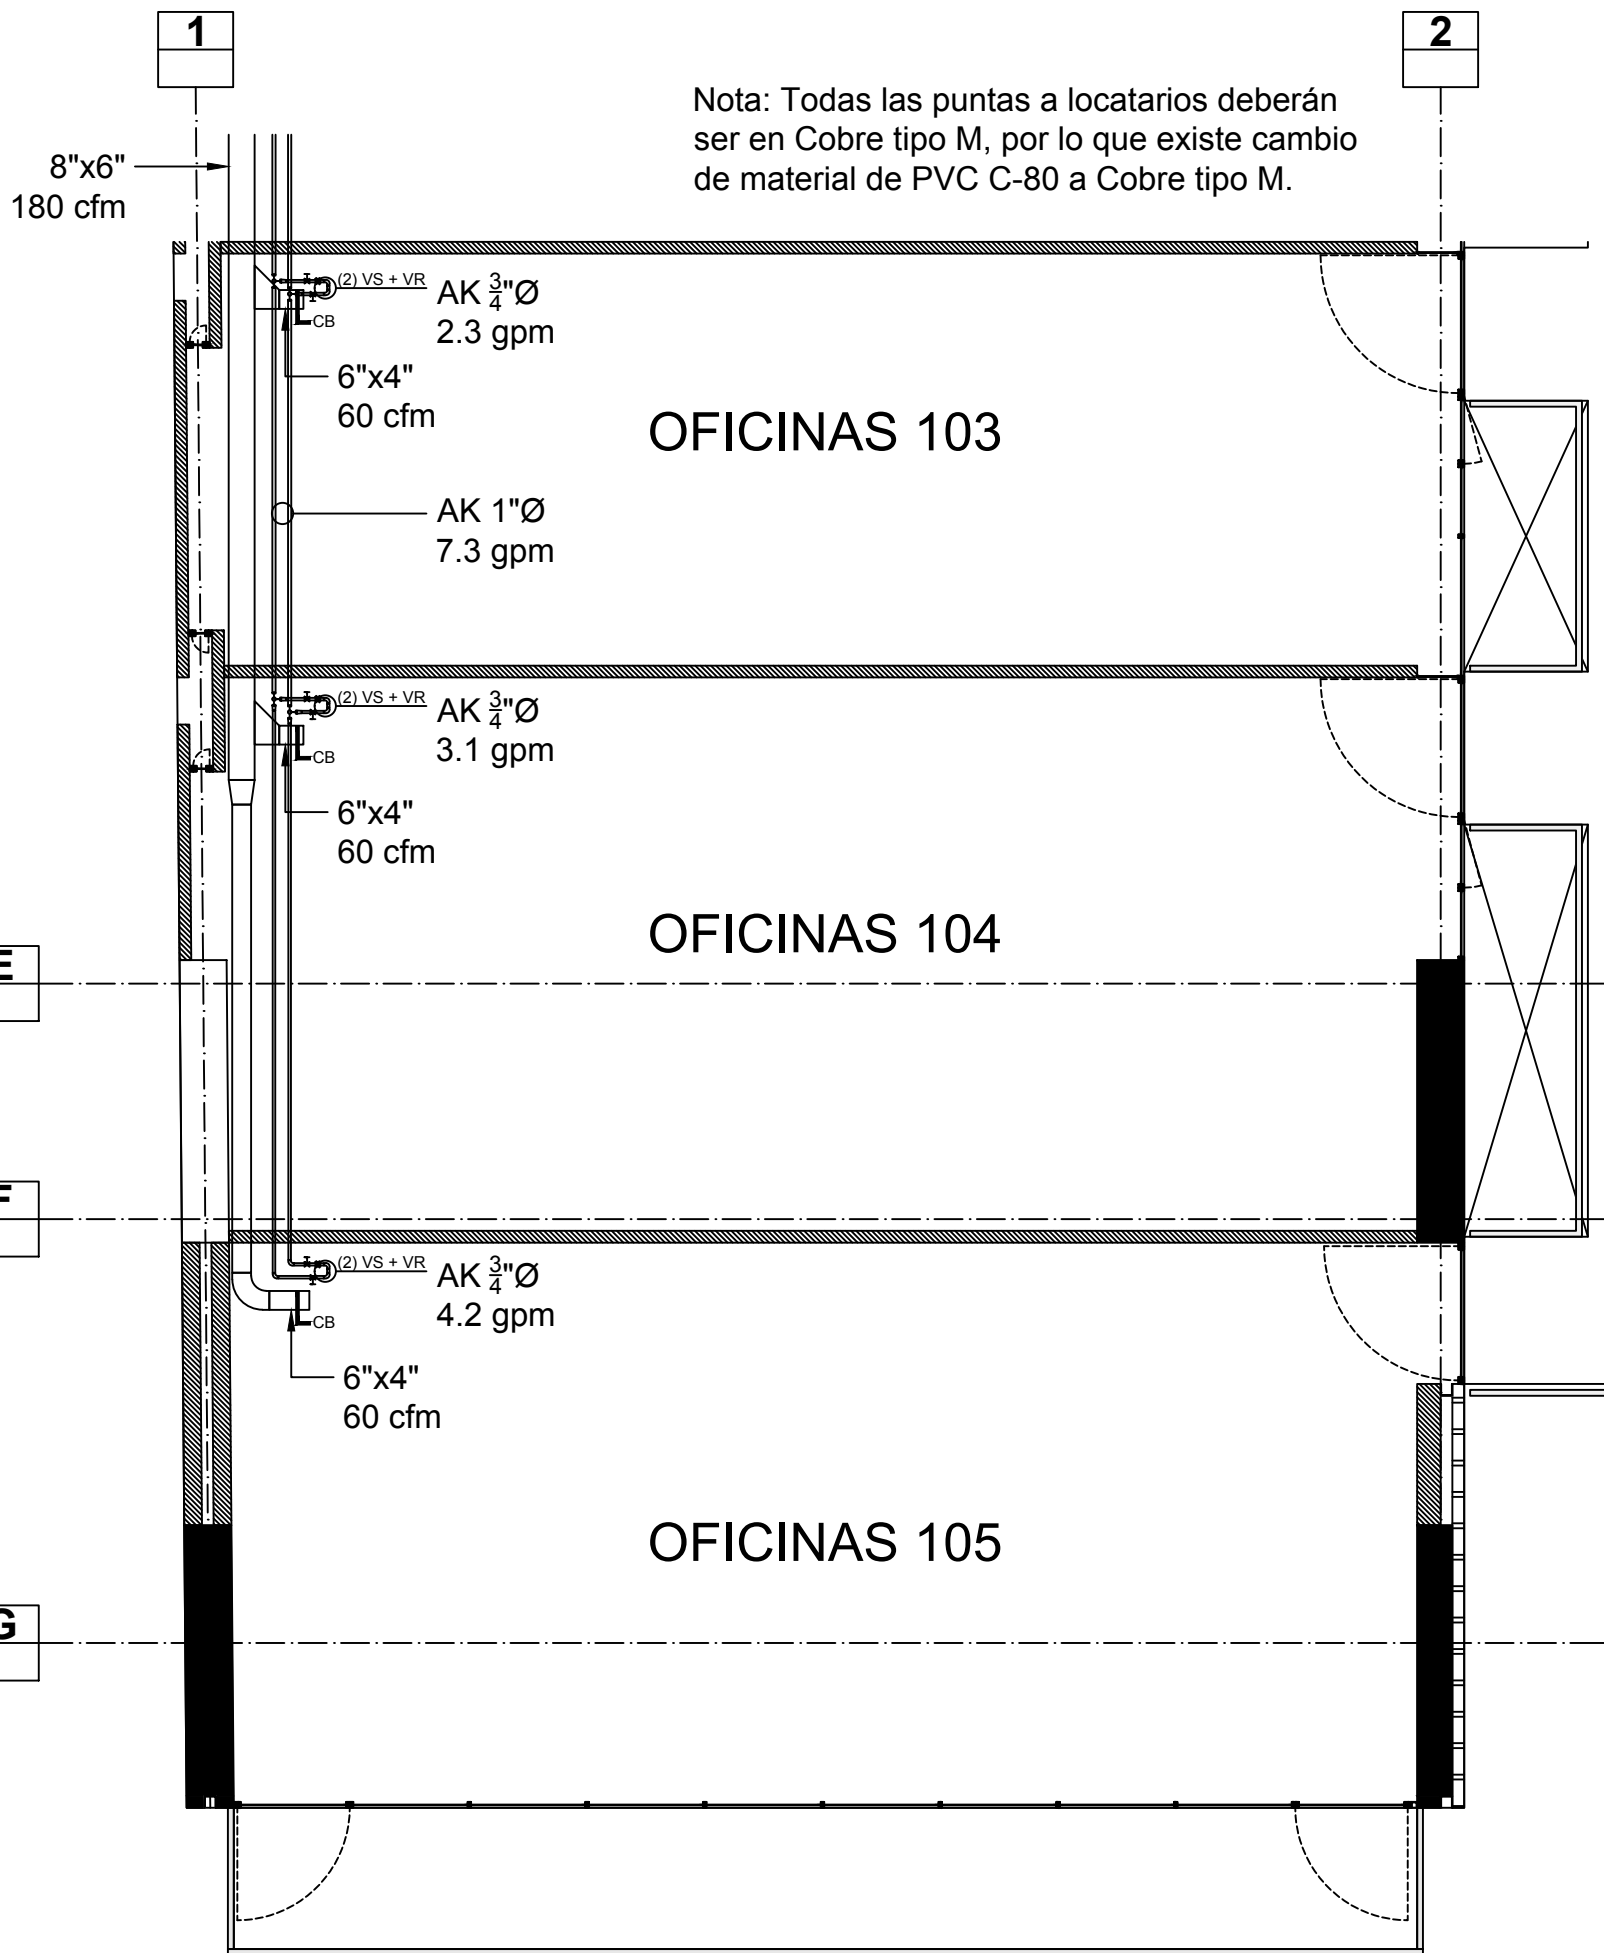 1
2
Nota: Todas las puntas a locatarios deberán
ser en Cobre tipo M, por lo que existe cambio
de material de PVC C-80 a Cobre tipo M.
8"x6"
180 cfm
(2) VS + VR
AK 3/4"Ø
2.3 gpm
CB
6"x4"
60 cfm
OFICINAS 103
AK 1"Ø
7.3 gpm
(2) VS + VR
AK 3/4"Ø
3.1 gpm
CB
6"x4"
60 cfm
OFICINAS 104
E
F
(2) VS + VR
AK 3/4"Ø
4.2 gpm
CB
6"x4"
60 cfm
OFICINAS 105
G